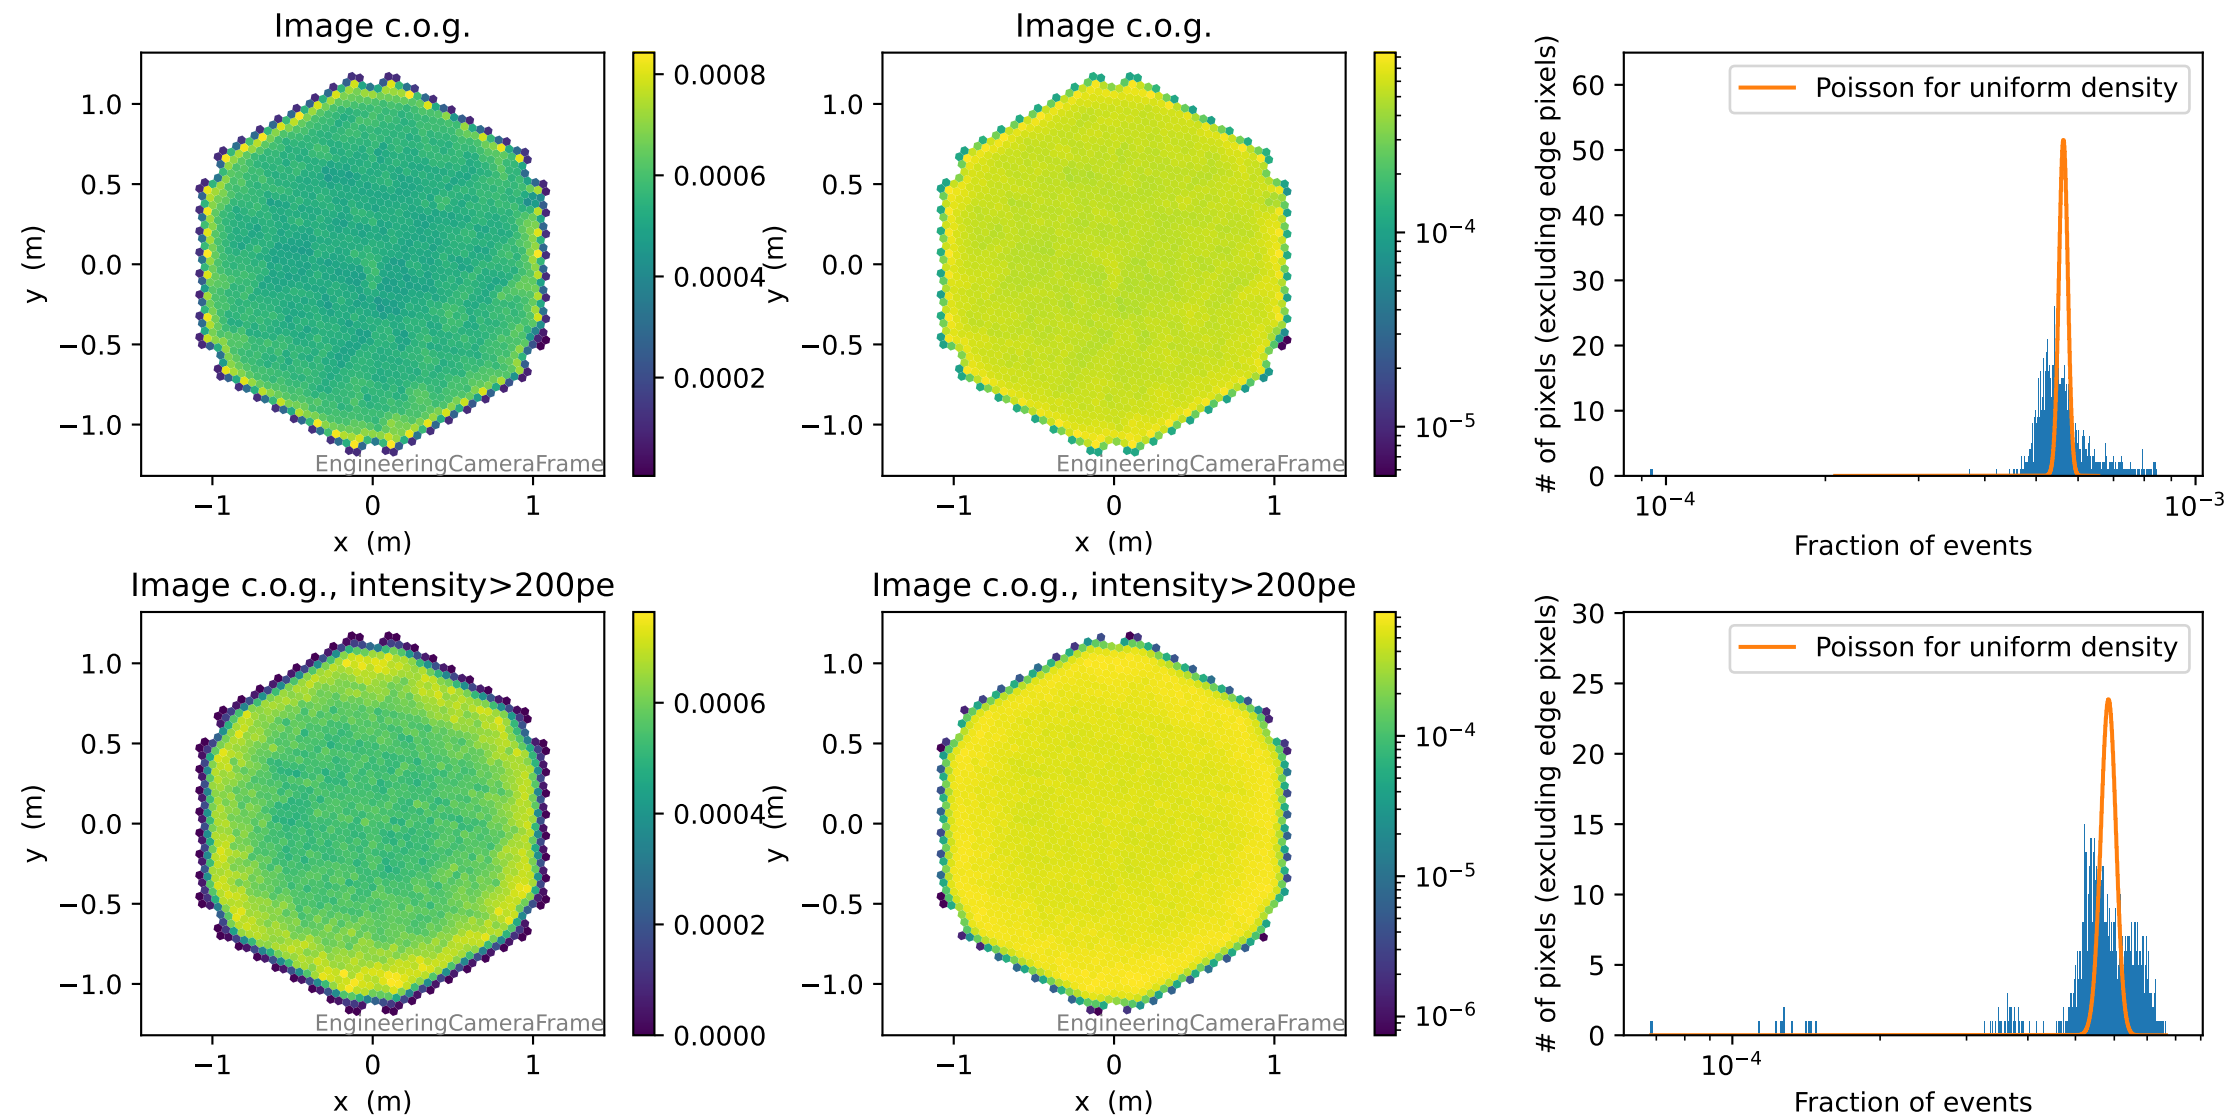 Image c.o.g.
y (m)
1.0
0.5
0.0
−0.5
−1.0
−1 0 1
x (m)
EngineeringCameraFrame
0.0008
0.0006
0.0004
0.0002
Image c.o.g.
y (m)
1.0
0.5
0.0
−0.5
−1.0
−1 0 1
x (m)
EngineeringCameraFrame
10⁻⁴
10⁻⁵
# of pixels (excluding edge pixels)
60
50
40
30
20
10
0
Poisson for uniform density
10⁻⁴ 10⁻³
Fraction of events
Image c.o.g., intensity>200pe
y (m)
1.0
0.5
0.0
−0.5
−1.0
−1 0 1
x (m)
EngineeringCameraFrame
0.0006
0.0004
0.0002
0.0000
Image c.o.g., intensity>200pe
y (m)
1.0
0.5
0.0
−0.5
−1.0
−1 0 1
x (m)
EngineeringCameraFrame
10⁻⁴
10⁻⁵
10⁻⁶
# of pixels (excluding edge pixels)
30
25
20
15
10
5
0
Poisson for uniform density
10⁻⁴
Fraction of events